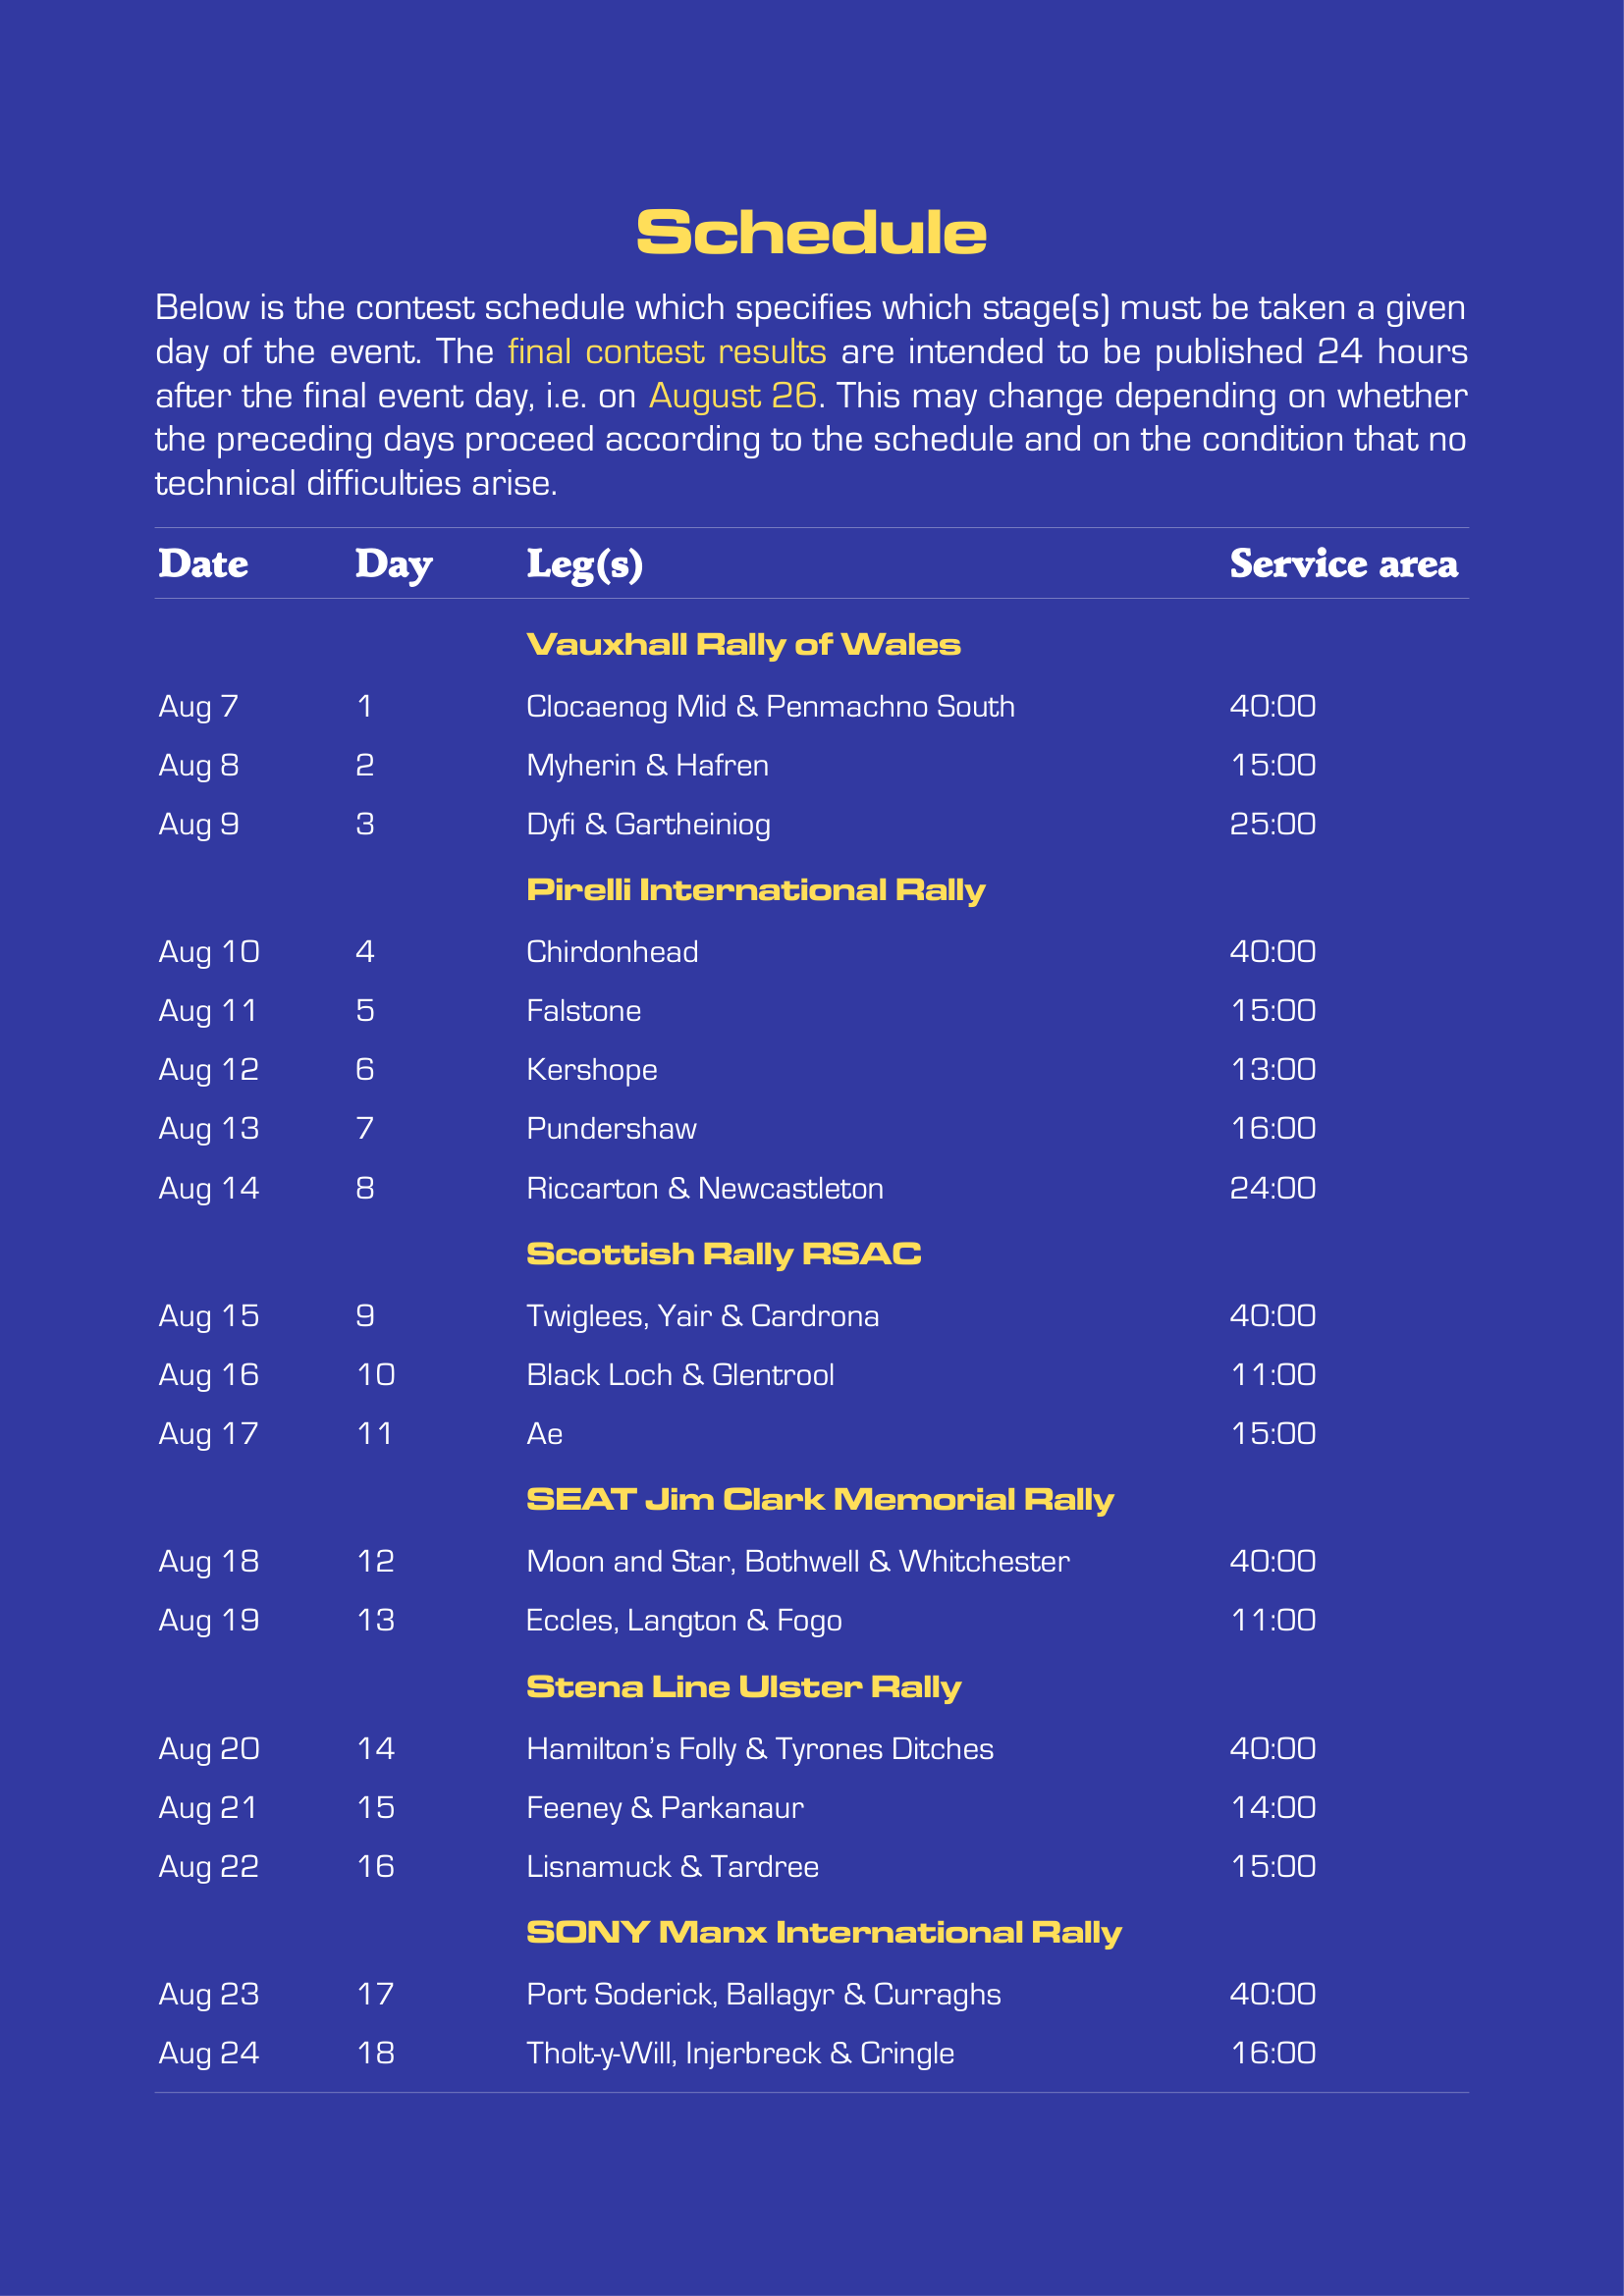 Schedule
Below is the contest schedule which specifies which stage(s) must be taken a given
day of the event. The final contest results are intended to be published 24 hours
after the final event day, i.e. on August 26. This may change depending on whether
the preceding days proceed according to the schedule and on the condition that no
technical difficulties arise.
Date Day Leg(s) Service area
Vauxhall Rally of Wales
Aug 7 1 Clocaenog Mid & Penmachno South 40:00
Aug 8 2 Myherin & Hafren 15:00
Aug 9 3 Dyfi & Gartheiniog 25:00
Pirelli International Rally
Aug 10 4 Chirdonhead 40:00
Aug 11 5 Falstone 15:00
Aug 12 6 Kershope 13:00
Aug 13 7 Pundershaw 16:00
Aug 14 8 Riccarton & Newcastleton 24:00
Scottish Rally RSAC
Aug 15 9 Twiglees, Yair & Cardrona 40:00
Aug 16 10 Black Loch & Glentrool 11:00
Aug 17 11 Ae 15:00
SEAT Jim Clark Memorial Rally
Aug 18 12 Moon and Star, Bothwell & Whitchester 40:00
Aug 19 13 Eccles, Langton & Fogo 11:00
Stena Line Ulster Rally
Aug 20 14 Hamilton's Folly & Tyrones Ditches 40:00
Aug 21 15 Feeney & Parkanaur 14:00
Aug 22 16 Lisnamuck & Tardree 15:00
SONY Manx International Rally
Aug 23 17 Port Soderick, Ballagyr & Curraghs 40:00
Aug 24 18 Tholt-y-Will, Injerbreck & Cringle 16:00